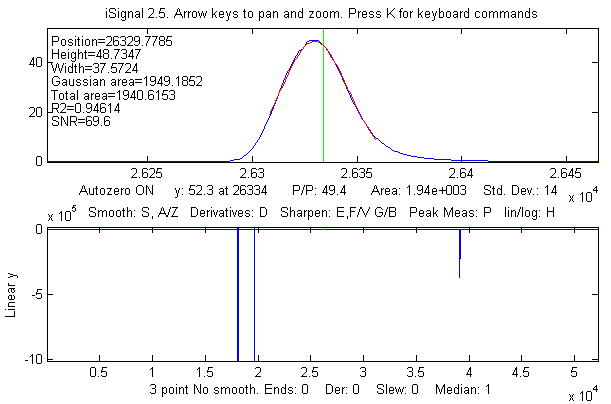 iSignal 2.5. Arrow keys to pan and zoom. Press K for keyboard commands
Position=26329.7785
Height=48.7347
Width=37.5724
Gaussian area=1949.1852
Total area=1940.6153
R2=0.94614
SNR=69.6
40
20
0
2.625 2.63 2.635 2.64 2.645
x 10^4
Autozero ON y: 52.3 at 26334 P/P: 49.4 Area: 1.94e+003 Std. Dev.: 14
x 10^5 Smooth: S, A/Z Derivatives: D Sharpen: E,F/V G/B Peak Meas: P lin/log: H
0
-5
-10
Linear y
0.5 1 1.5 2 2.5 3 3.5 4 4.5 5
x 10^4
3 point No smooth. Ends: 0 Der: 0 Slew: 0 Median: 1